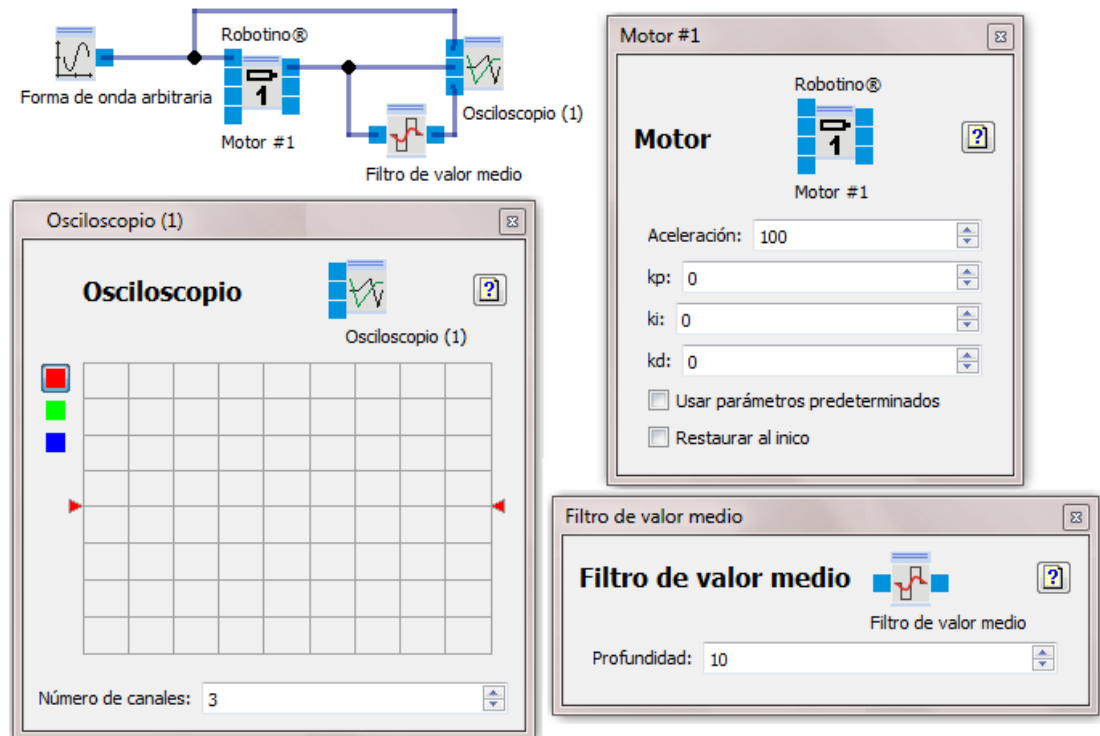 Robotino®
1
Forma de onda arbitraria
Motor #1
Osciloscopio (1)
Filtro de valor medio
Motor #1
Robotino®
Motor
1
Motor #1
Aceleración: 100
kp: 0
ki: 0
kd: 0
Usar parámetros predeterminados
Restaurar al inico
Osciloscopio (1)
Osciloscopio
Osciloscopio (1)
Número de canales: 3
Filtro de valor medio
Filtro de valor medio
Filtro de valor medio
Profundidad: 10